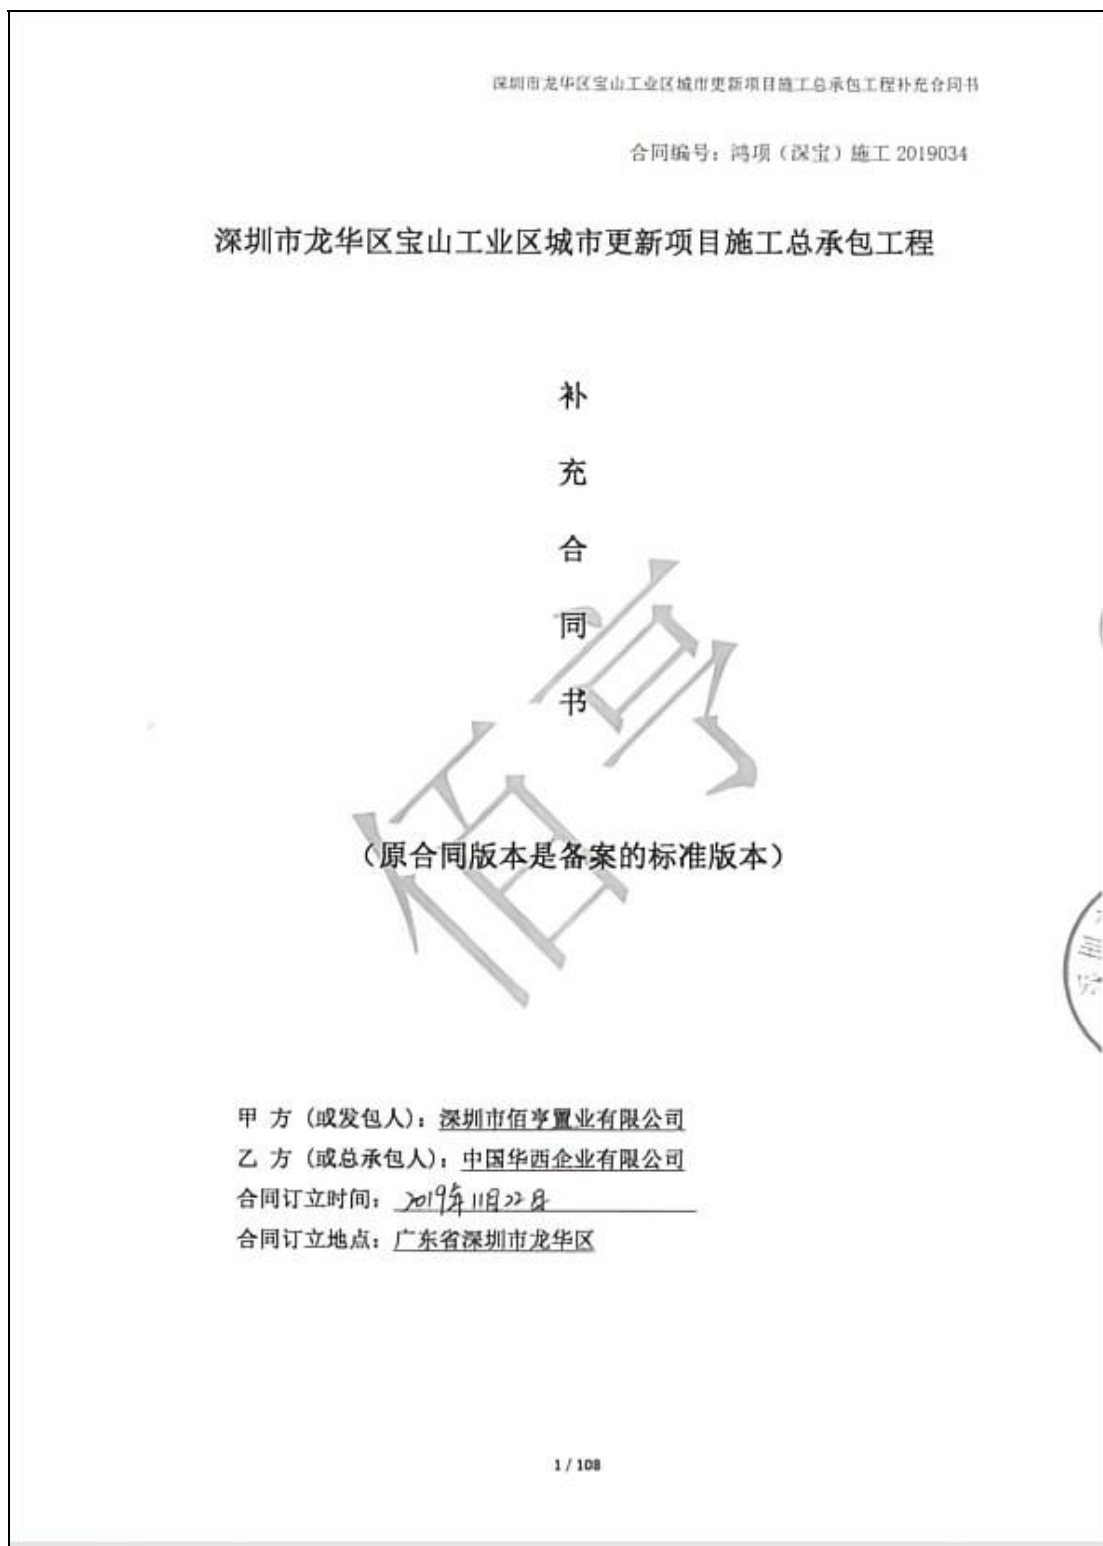 深圳市龙华区宝山工业区城市更新项目施工总承包工程补充合同书
合同编号：鸿项（深宝）施工 2019034
深圳市龙华区宝山工业区城市更新项目施工总承包工程
补
充
合
同
书
佰亨
（原合同版本是备案的标准版本）
甲 方（或发包人）：深圳市佰亨置业有限公司
乙 方（或总承包人）：中国华西企业有限公司
合同订立时间：2019年11月22日
合同订立地点：广东省深圳市龙华区
1 / 108